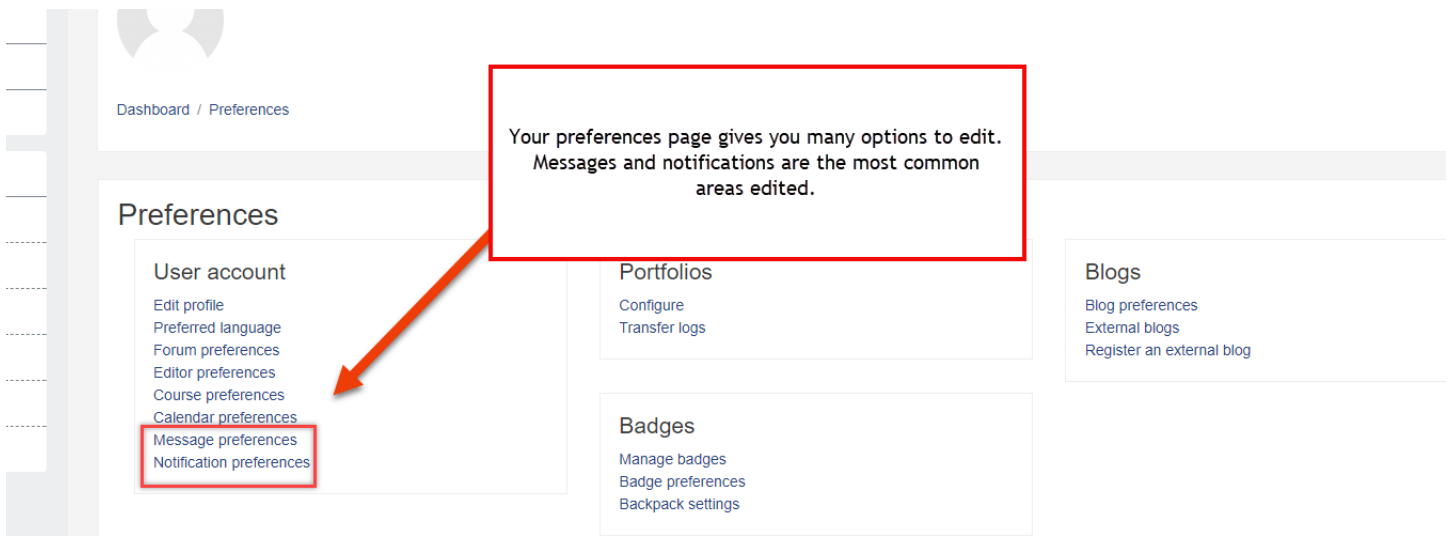 Dashboard / Preferences
Your preferences page gives you many options to edit.
Messages and notifications are the most common
areas edited.
Preferences
User account
Edit profile
Preferred language
Forum preferences
Editor preferences
Course preferences
Calendar preferences
Message preferences
Notification preferences
Portfolios
Configure
Transfer logs
Badges
Manage badges
Badge preferences
Backpack settings
Blogs
Blog preferences
External blogs
Register an external blog